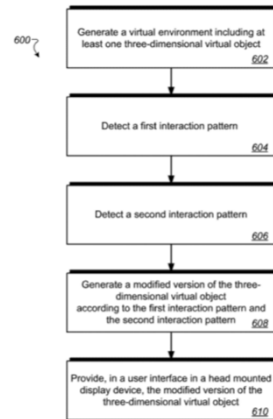 600
Generate a virtual environment including at
least one three-dimensional virtual object
602
Detect a first interaction pattern
604
Detect a second interaction pattern
606
Generate a modified version of the three-
dimensional virtual object
according to the first interaction pattern and
the second interaction pattern
608
Provide, in a user interface in a head mounted
display device, the modified version of the
three-dimensional virtual object
610